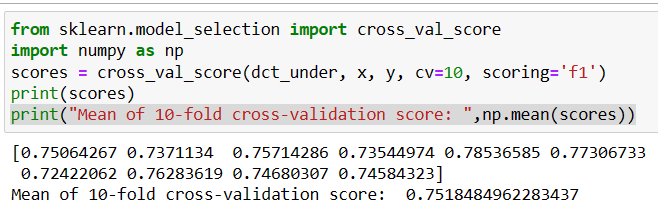 from sklearn.model_selection import cross_val_score
import numpy as np
scores = cross_val_score(dct_under, x, y, cv=10, scoring='f1')
print(scores)
print("Mean of 10-fold cross-validation score: ",np.mean(scores))
[0.75064267 0.7371134  0.75714286 0.73544974 0.78536585 0.77306733
 0.72422062 0.76283619 0.74680307 0.74584323]
Mean of 10-fold cross-validation score:  0.7518484962283437